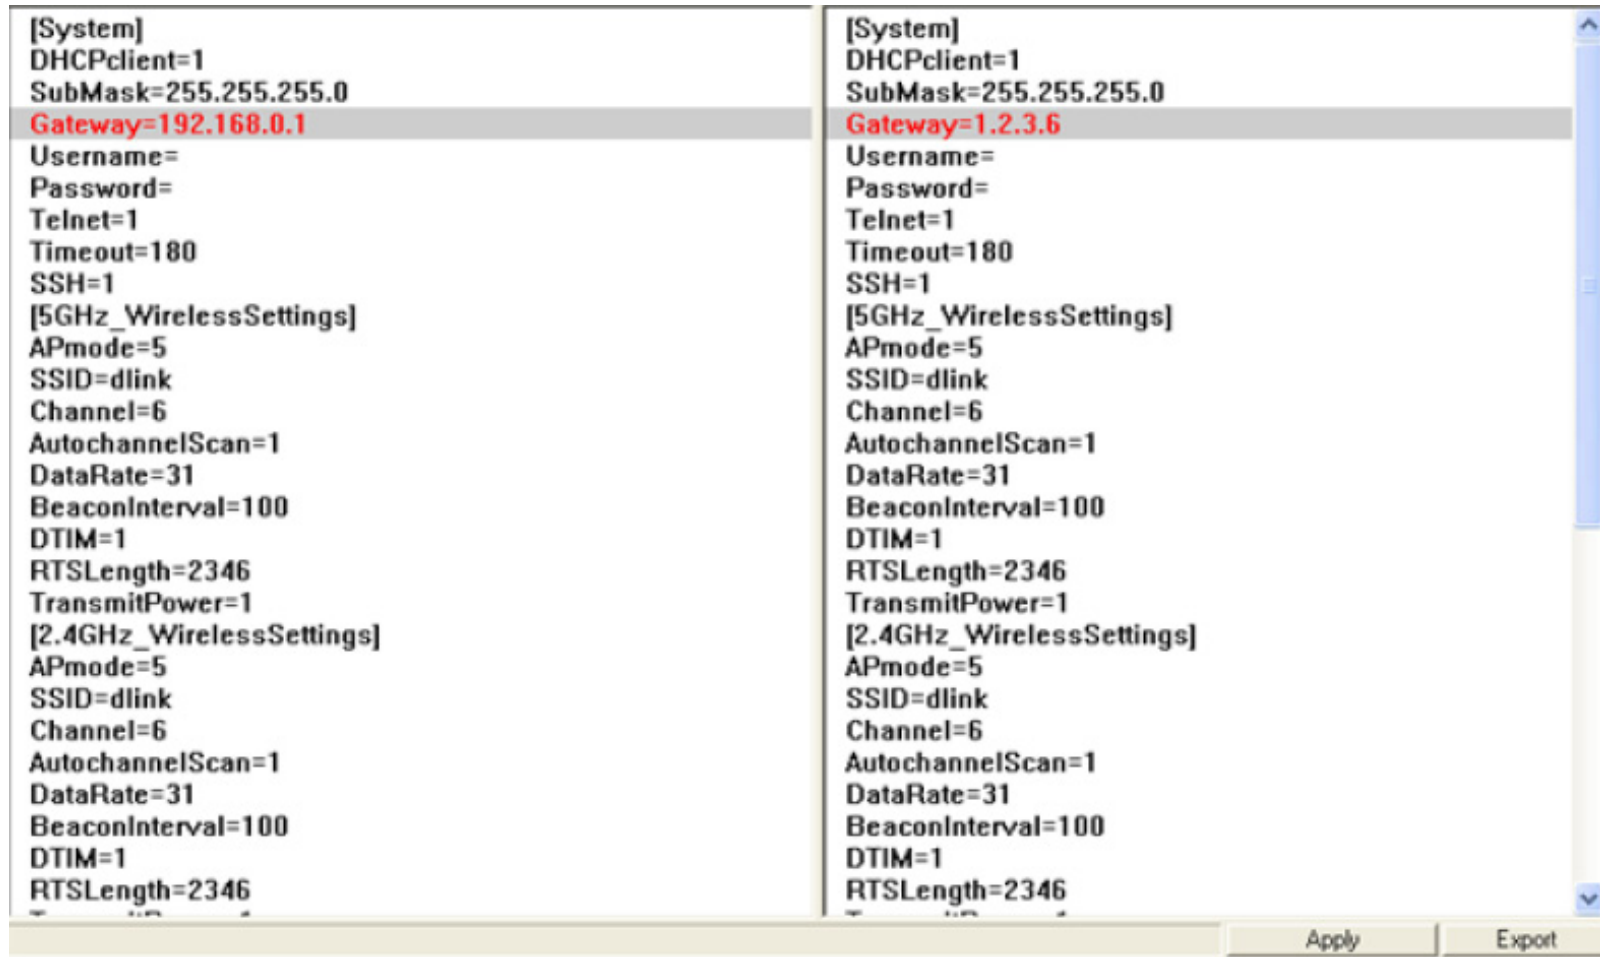 [System]
DHCPclient=1
SubMask=255.255.255.0
Gateway=192.168.0.1
Username=
Password=
Telnet=1
Timeout=180
SSH=1
[5GHz_WirelessSettings]
APmode=5
SSID=dlink
Channel=6
AutochannelScan=1
DataRate=31
BeaconInterval=100
DTIM=1
RTSLength=2346
TransmitPower=1
[2.4GHz_WirelessSettings]
APmode=5
SSID=dlink
Channel=6
AutochannelScan=1
DataRate=31
BeaconInterval=100
DTIM=1
RTSLength=2346
[System]
DHCPclient=1
SubMask=255.255.255.0
Gateway=1.2.3.6
Username=
Password=
Telnet=1
Timeout=180
SSH=1
[5GHz_WirelessSettings]
APmode=5
SSID=dlink
Channel=6
AutochannelScan=1
DataRate=31
BeaconInterval=100
DTIM=1
RTSLength=2346
TransmitPower=1
[2.4GHz_WirelessSettings]
APmode=5
SSID=dlink
Channel=6
AutochannelScan=1
DataRate=31
BeaconInterval=100
DTIM=1
RTSLength=2346
Apply
Export